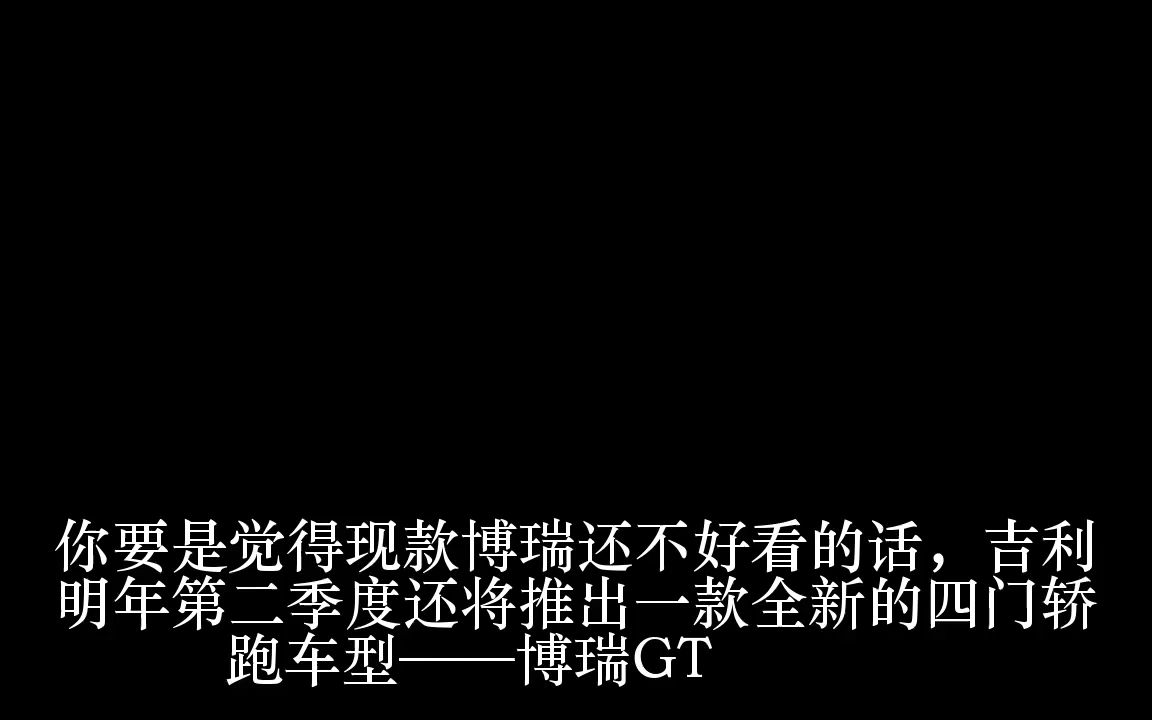 你要是觉得现款博瑞还不好看的话，吉利
明年第二季度还将推出一款全新的四门轿
跑车型——博瑞GT